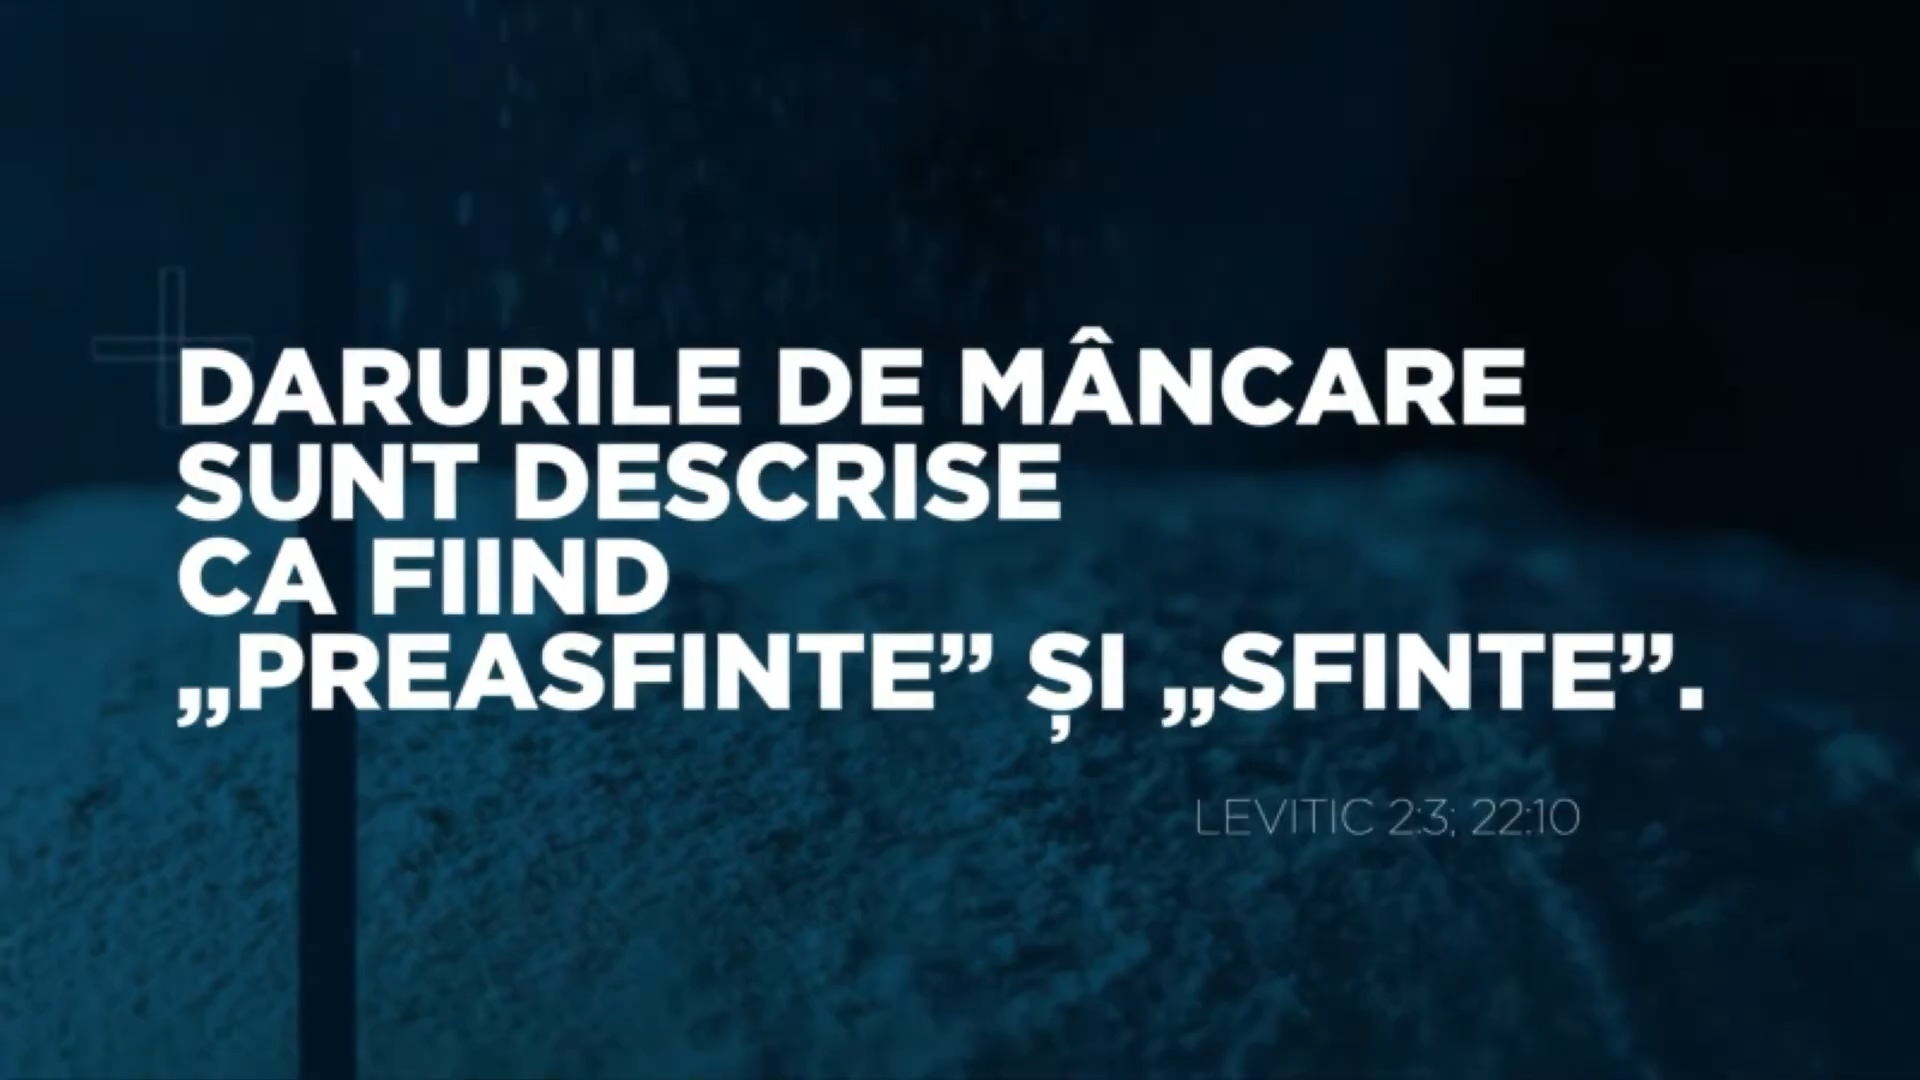 DARURILE DE MÂNCARE
SUNT DESCRISE
CA FIIND
„PREASFINTE” ȘI „SFINTE”.
LEVITIC 2:3; 22:10